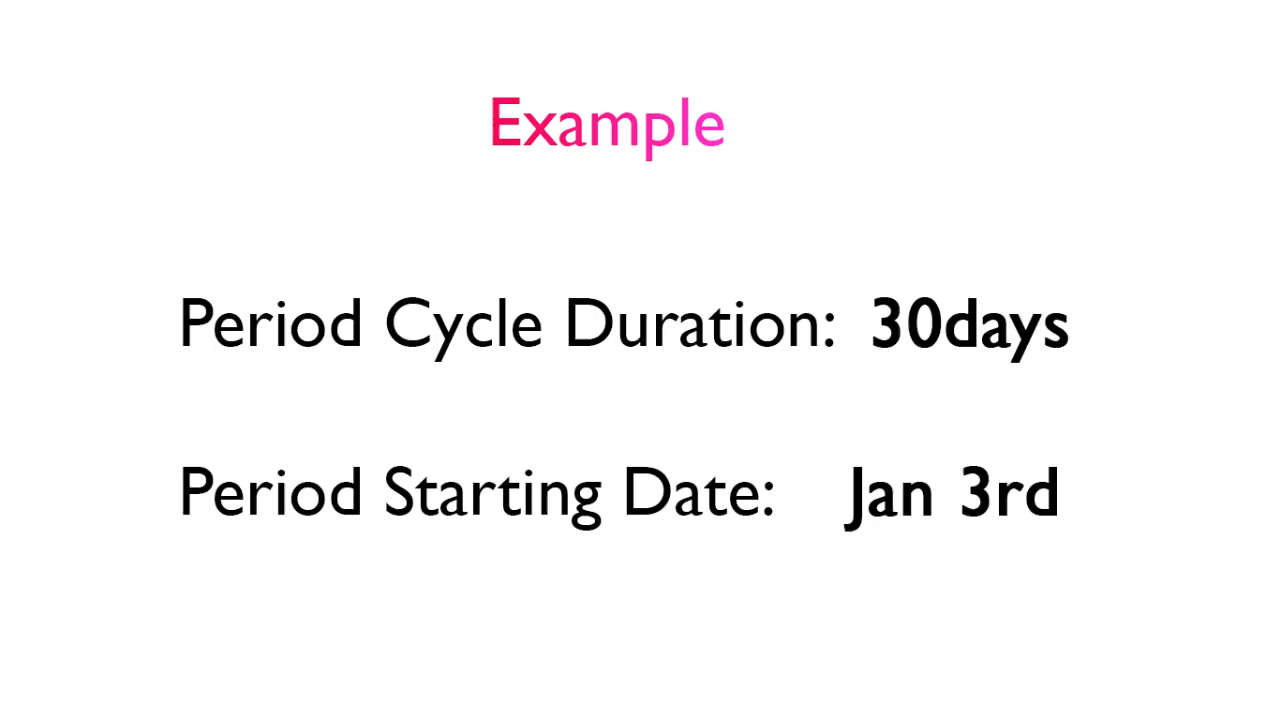 Example
Period Cycle Duration: 30days
Period Starting Date: Jan 3rd